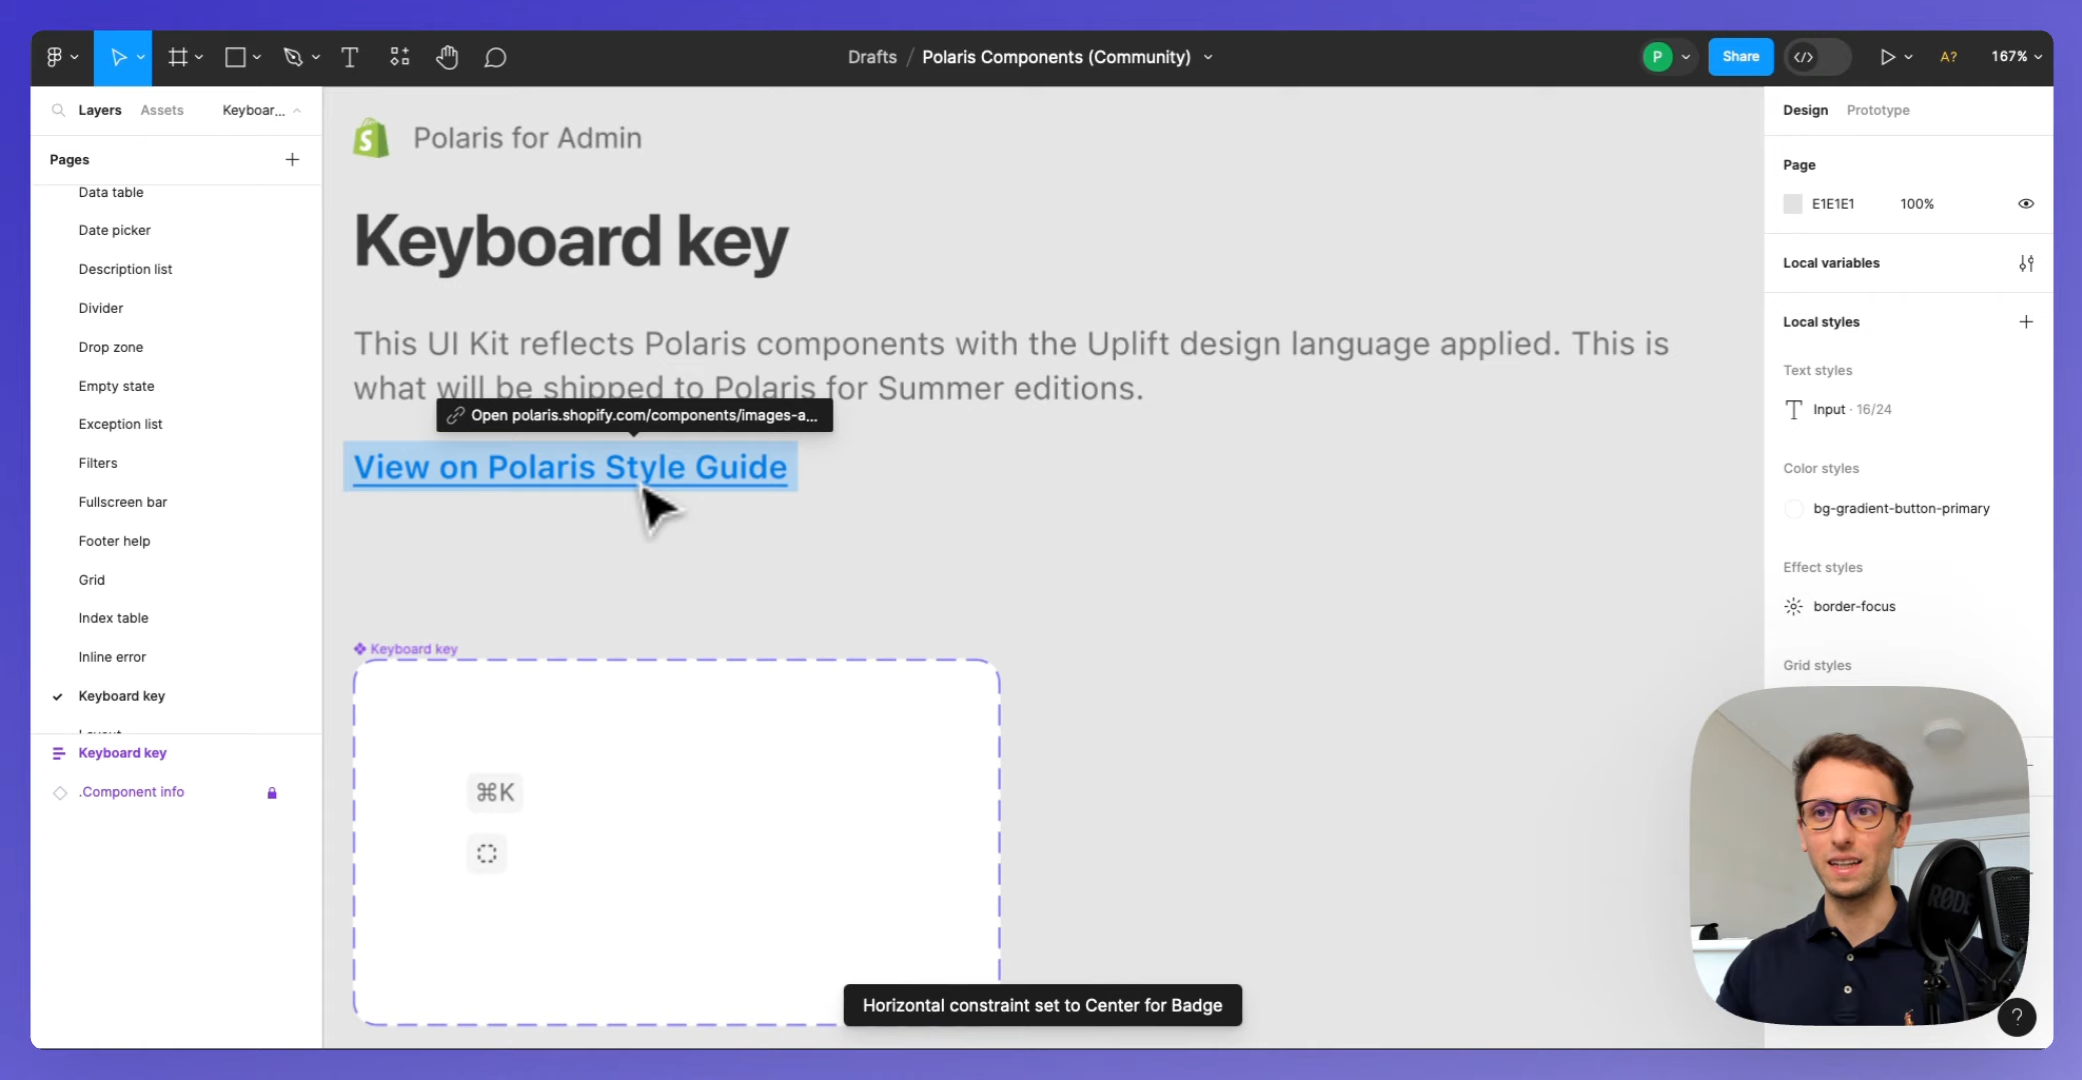 Drafts / Polaris Components (Community)
P
Share
A?
167%
Layers
Assets
Keyboar...
Pages
Data table
Date picker
Description list
Divider
Drop zone
Empty state
Exception list
Filters
Fullscreen bar
Footer help
Grid
Index table
Inline error
Keyboard key
Keyboard key
.Component info
Polaris for Admin
Keyboard key
This UI Kit reflects Polaris components with the Uplift design language applied. This is
what will be shipped to Polaris for Summer editions.
Open polaris.shopify.com/components/images-a...
View on Polaris Style Guide
Keyboard key
⌘K
Horizontal constraint set to Center for Badge
Design
Prototype
Page
E1E1E1
100%
Local variables
Local styles
Text styles
Input · 16/24
Color styles
bg-gradient-button-primary
Effect styles
border-focus
Grid styles
RØDE
?